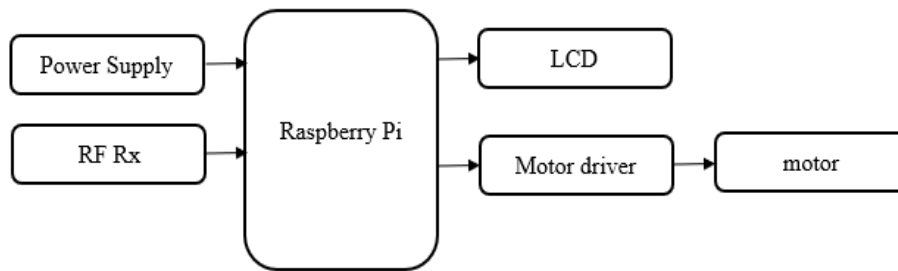 Power Supply
RF Rx
Raspberry Pi
LCD
Motor driver
motor